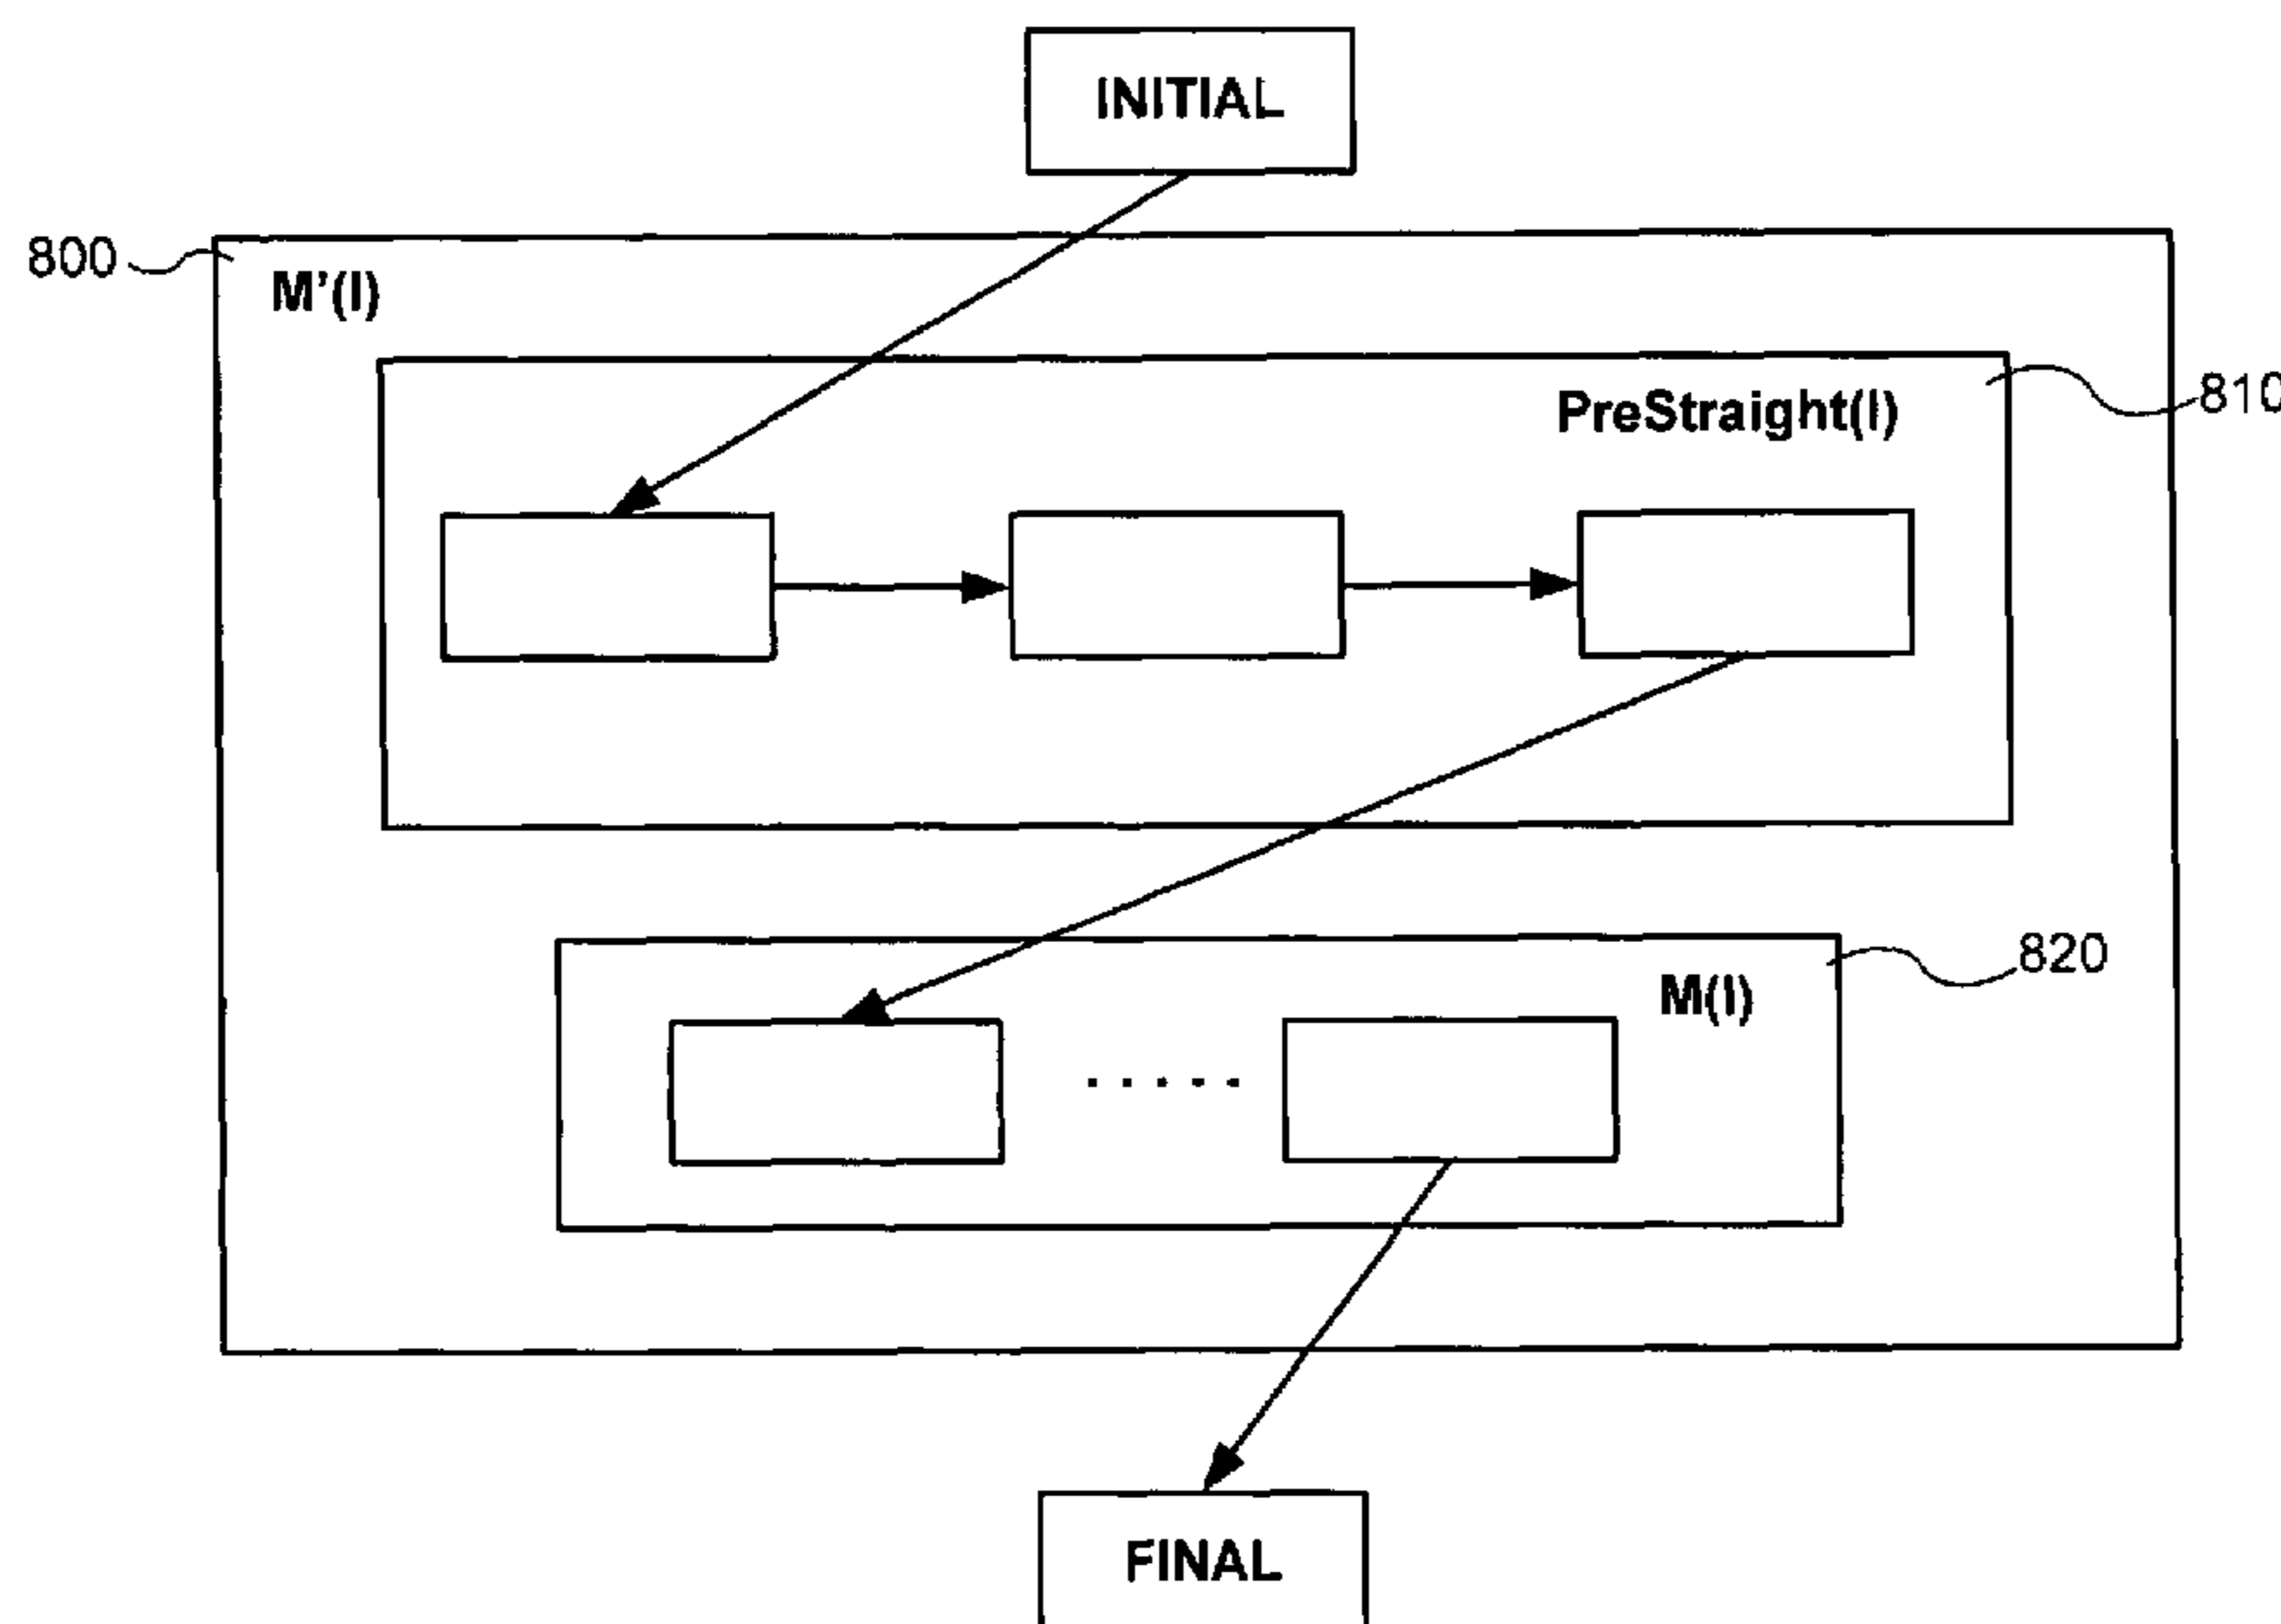 INITIAL
800
M'(I)
PreStraight(I)
810
820
M(I)
FINAL